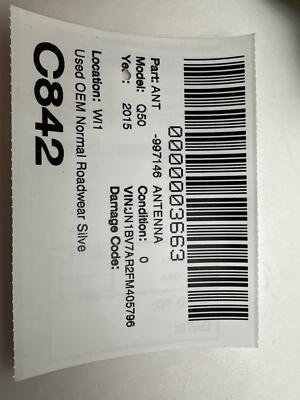 0000003663
Part: ANT -997146 ANTENNA
Model: Q50 Condition: 0
Year: 2015 VIN:JN1BV7AR2FM405796
Damage Code:
Location: WI1
Used OEM Normal Roadwear Silve
C842